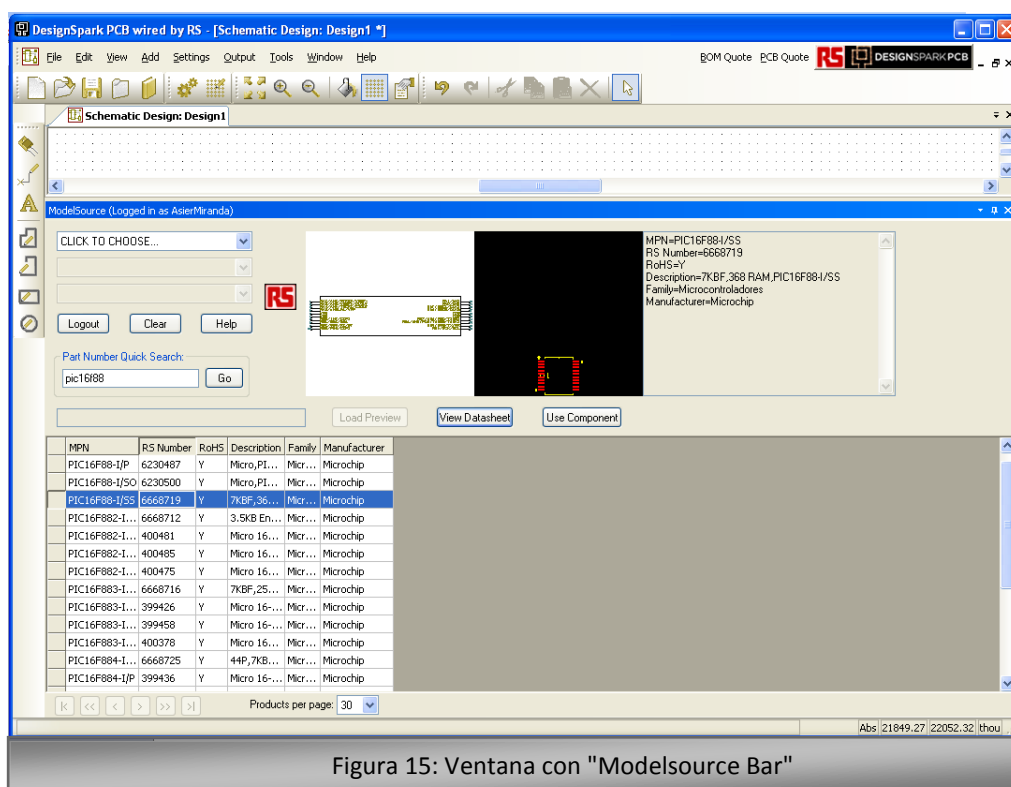 DesignSpark PCB wired by RS - [Schematic Design: Design1 *]
File Edit View Add Settings Output Tools Window Help BOM Quote PCB Quote RS DESIGNSPARK PCB
Schematic Design: Design1
ModelSource (Logged in as AsierMiranda)
CLICK TO CHOOSE...
RS
Logout Clear Help
Part Number Quick Search:
pic16f88 Go
MPN=PIC16F88-I/SS
RS Number=6668719
RoHS=Y
Description=7KBF,368 RAM,PIC16F88-I/SS
Family=Microcontroladores
Manufacturer=Microchip
Load Preview View Datasheet Use Component
MPN RS Number RoHS Description Family Manufacturer
PIC16F88-I/P 6230487 Y Micro,PI... Micr... Microchip
PIC16F88-I/SO 6230500 Y Micro,PI... Micr... Microchip
PIC16F88-I/SS 6668719 Y 7KBF,36... Micr... Microchip
PIC16F882-I... 6668712 Y 3.5KB En... Micr... Microchip
PIC16F882-I... 400481 Y Micro 16... Micr... Microchip
PIC16F882-I... 400485 Y Micro 16... Micr... Microchip
PIC16F882-I... 400475 Y Micro 16... Micr... Microchip
PIC16F883-I... 6668716 Y 7KBF,25... Micr... Microchip
PIC16F883-I... 399426 Y Micro 16-... Micr... Microchip
PIC16F883-I... 399458 Y Micro 16-... Micr... Microchip
PIC16F883-I... 400378 Y Micro 16... Micr... Microchip
PIC16F884-I... 6668725 Y 44P,7KB... Micr... Microchip
PIC16F884-I/P 399436 Y Micro 16-... Micr... Microchip
Products per page: 30
Abs 21849.27 22052.32 thou
Figura 15: Ventana con "Modelsource Bar"